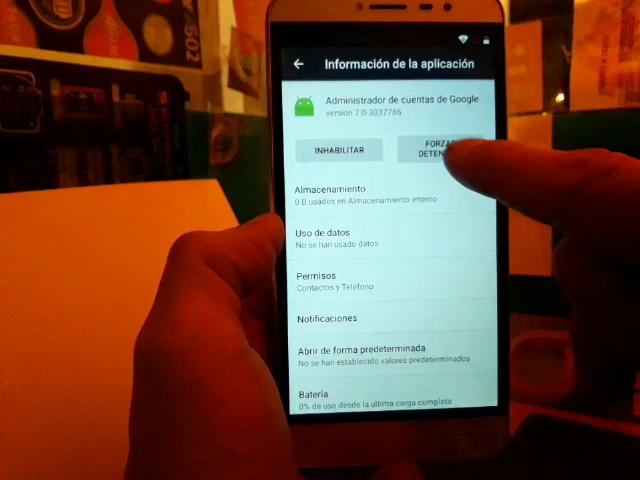 Información de la aplicación
Administrador de cuentas de Google
versión 7.0-3037786
INHABILITAR
Almacenamiento
0 B usados en Almacenamiento interno
Uso de datos
No se han usado datos
Permisos
Contactos y Teléfono
Notificaciones
Abrir de forma predeterminada
No se han establecido valores predeterminados
Batería
0% de uso desde la última carga completa